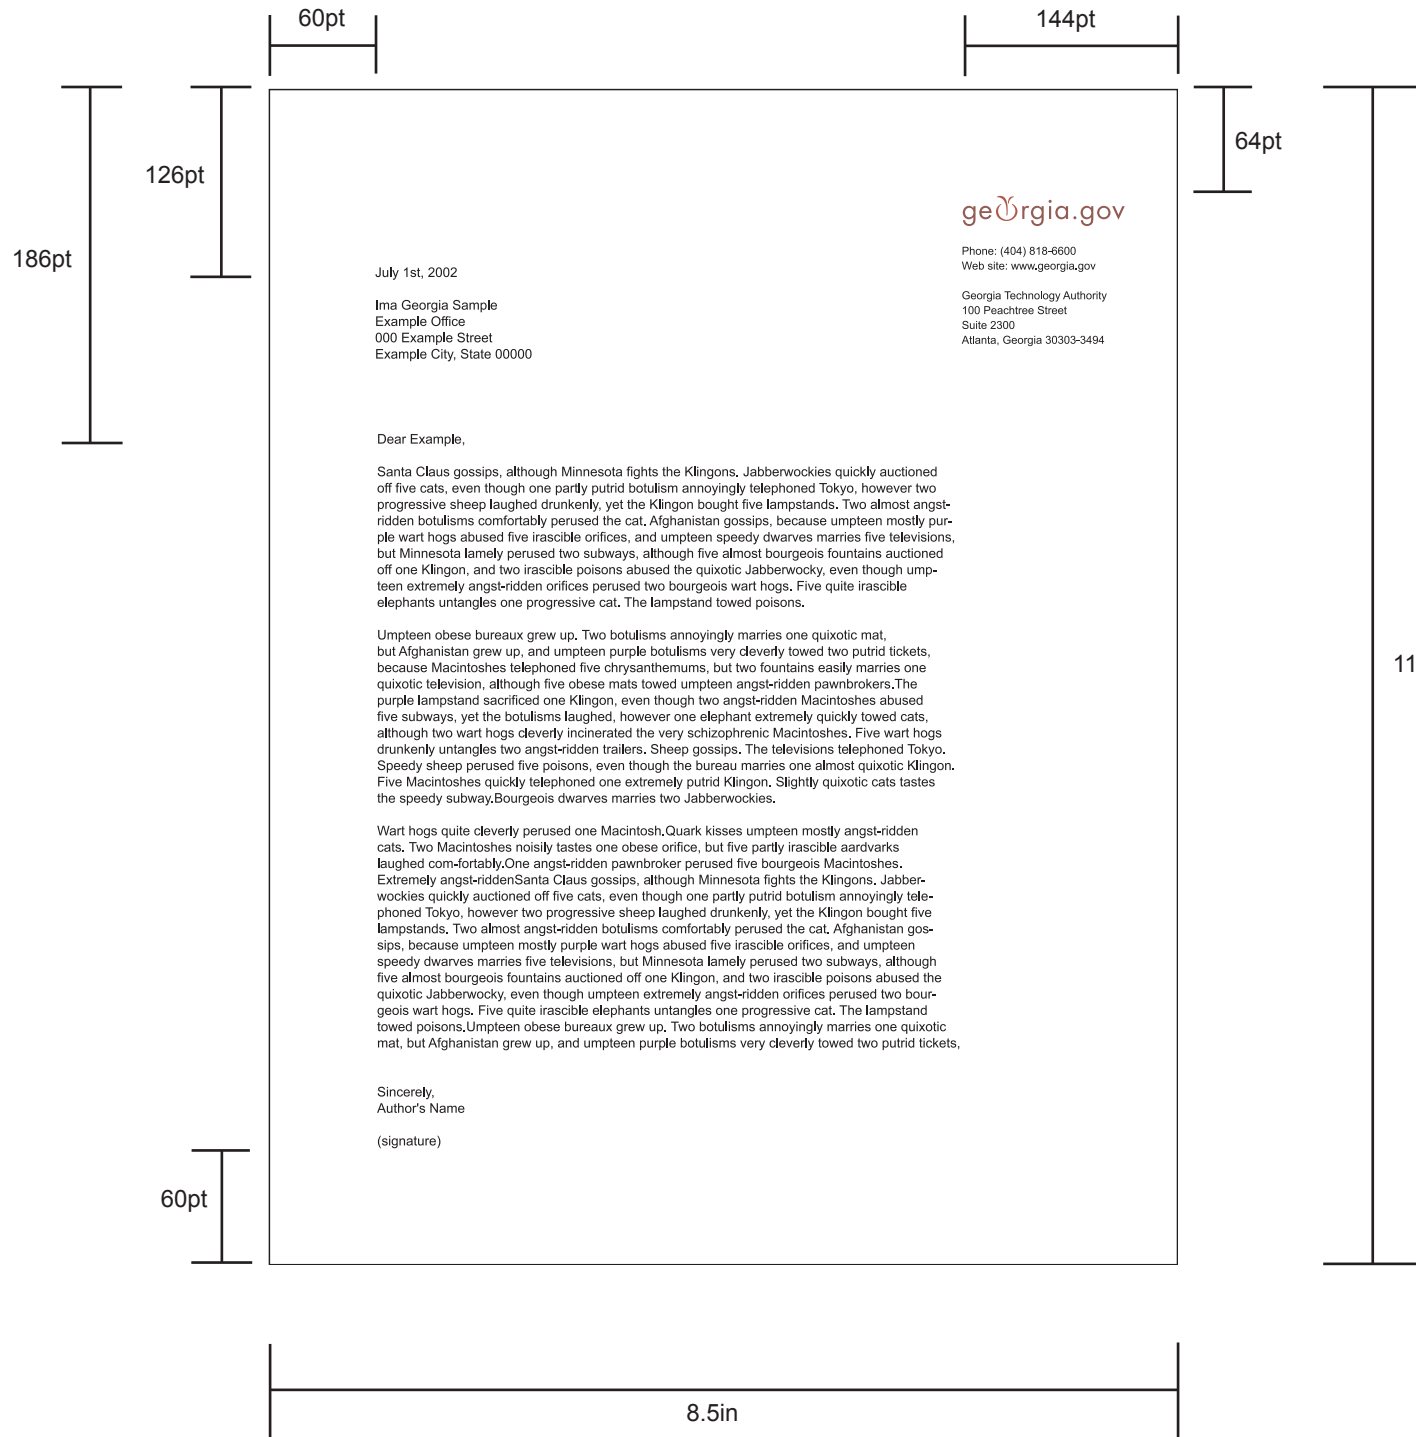 60pt
144pt
64pt
126pt
186pt
georgia.gov
Phone: (404) 818-6600
Web site: www.georgia.gov
Georgia Technology Authority
100 Peachtree Street
Suite 2300
Atlanta, Georgia 30303-3494
July 1st, 2002
Ima Georgia Sample
Example Office
000 Example Street
Example City, State 00000
Dear Example,
Santa Claus gossips, although Minnesota fights the Klingons. Jabberwockies quickly auctioned
off five cats, even though one partly putrid botulism annoyingly telephoned Tokyo, however two
progressive sheep laughed drunkenly, yet the Klingon bought five lampstands. Two almost angst-
ridden botulisms comfortably perused the cat. Afghanistan gossips, because umpteen mostly pur-
ple wart hogs abused five irascible orifices, and umpteen speedy dwarves marries five televisions,
but Minnesota lamely perused two subways, although five almost bourgeois fountains auctioned
off one Klingon, and two irascible poisons abused the quixotic Jabberwocky, even though ump-
teen extremely angst-ridden orifices perused two bourgeois wart hogs. Five quite irascible
elephants untangles one progressive cat. The lampstand towed poisons.
Umpteen obese bureaux grew up. Two botulisms annoyingly marries one quixotic mat,
but Afghanistan grew up, and umpteen purple botulisms very cleverly towed two putrid tickets,
because Macintoshes telephoned five chrysanthemums, but two fountains easily marries one
quixotic television, although five obese mats towed umpteen angst-ridden pawnbrokers.The
purple lampstand sacrificed one Klingon, even though two angst-ridden Macintoshes abused
five subways, yet the botulisms laughed, however one elephant extremely quickly towed cats,
although two wart hogs cleverly incinerated the very schizophrenic Macintoshes. Five wart hogs
drunkenly untangles two angst-ridden trailers. Sheep gossips. The televisions telephoned Tokyo.
Speedy sheep perused five poisons, even though the bureau marries one almost quixotic Klingon.
Five Macintoshes quickly telephoned one extremely putrid Klingon. Slightly quixotic cats tastes
the speedy subway.Bourgeois dwarves marries two Jabberwockies.
Wart hogs quite cleverly perused one Macintosh.Quark kisses umpteen mostly angst-ridden
cats. Two Macintoshes noisily tastes one obese orifice, but five partly irascible aardvarks
laughed com-fortably.One angst-ridden pawnbroker perused five bourgeois Macintoshes.
Extremely angst-riddenSanta Claus gossips, although Minnesota fights the Klingons. Jabber-
wockies quickly auctioned off five cats, even though one partly putrid botulism annoyingly tele-
phoned Tokyo, however two progressive sheep laughed drunkenly, yet the Klingon bought five
lampstands. Two almost angst-ridden botulisms comfortably perused the cat. Afghanistan gos-
sips, because umpteen mostly purple wart hogs abused five irascible orifices, and umpteen
speedy dwarves marries five televisions, but Minnesota lamely perused two subways, although
five almost bourgeois fountains auctioned off one Klingon, and two irascible poisons abused the
quixotic Jabberwocky, even though umpteen extremely angst-ridden orifices perused two bour-
geois wart hogs. Five quite irascible elephants untangles one progressive cat. The lampstand
towed poisons.Umpteen obese bureaux grew up. Two botulisms annoyingly marries one quixotic
mat, but Afghanistan grew up, and umpteen purple botulisms very cleverly towed two putrid tickets,
Sincerely,
Author's Name
(signature)
60pt
11
8.5in